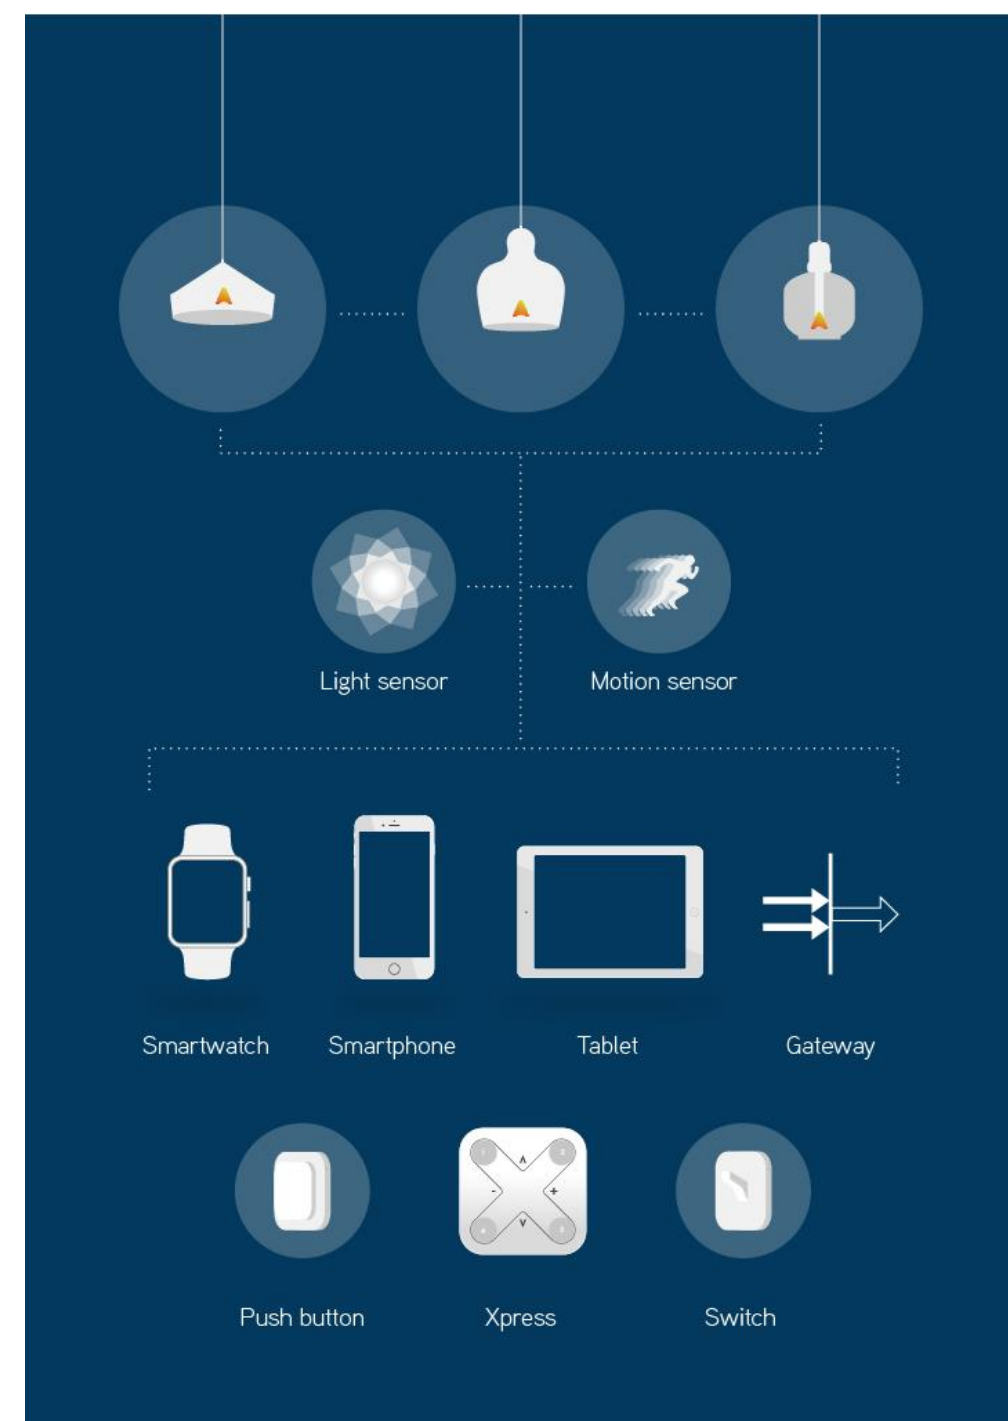 Light sensor
Motion sensor
Smartwatch
Smartphone
Tablet
Gateway
Push button
Xpress
Switch